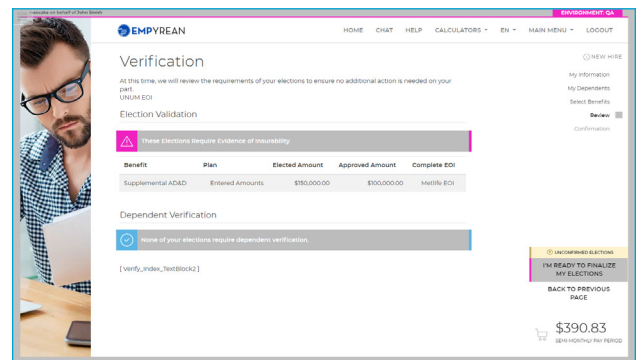 on behalf of John Smith
ENVIRONMENT: QA
EMPYREAN
HOME CHAT HELP CALCULATORS EN MAIN MENU LOGOUT
Verification
At this time, we will review the requirements of your elections to ensure no additional action is needed on your
part.
UNUM EOI
Election Validation
These Elections Require Evidence of Insurability
Benefit Plan Elected Amount Approved Amount Complete EOI
Supplemental AD&D Entered Amounts $150,000.00 $100,000.00 Metlife EOI
Dependent Verification
None of your elections require dependent verification.
[ Verify_Index_TextBlock2 ]
NEW HIRE
My Information
My Dependents
Select Benefits
Review
Confirmation
UNCONFIRMED ELECTIONS
I'M READY TO FINALIZE
MY ELECTIONS
BACK TO PREVIOUS
PAGE
$390.83
SEMI-MONTHLY PAY PERIOD